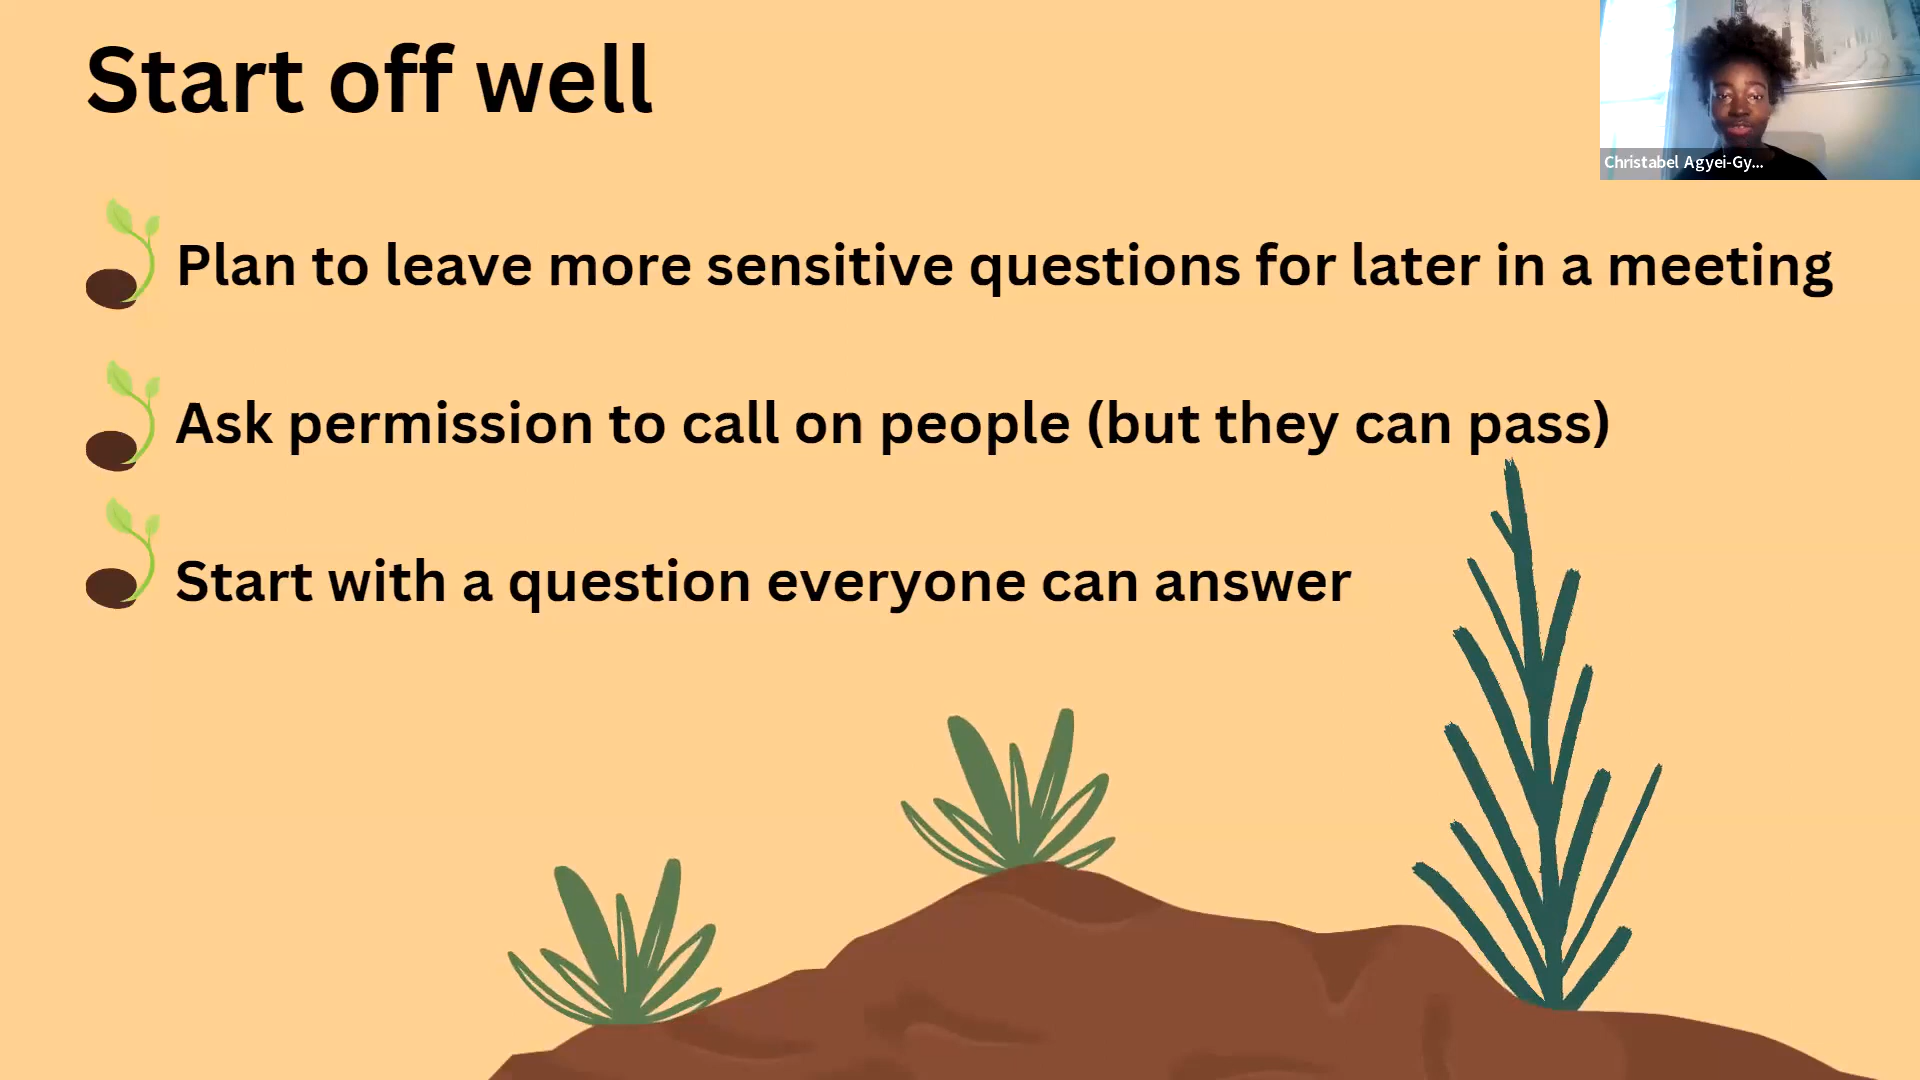 Start off well
Christabel Agyei-Gy...
Plan to leave more sensitive questions for later in a meeting
Ask permission to call on people (but they can pass)
Start with a question everyone can answer